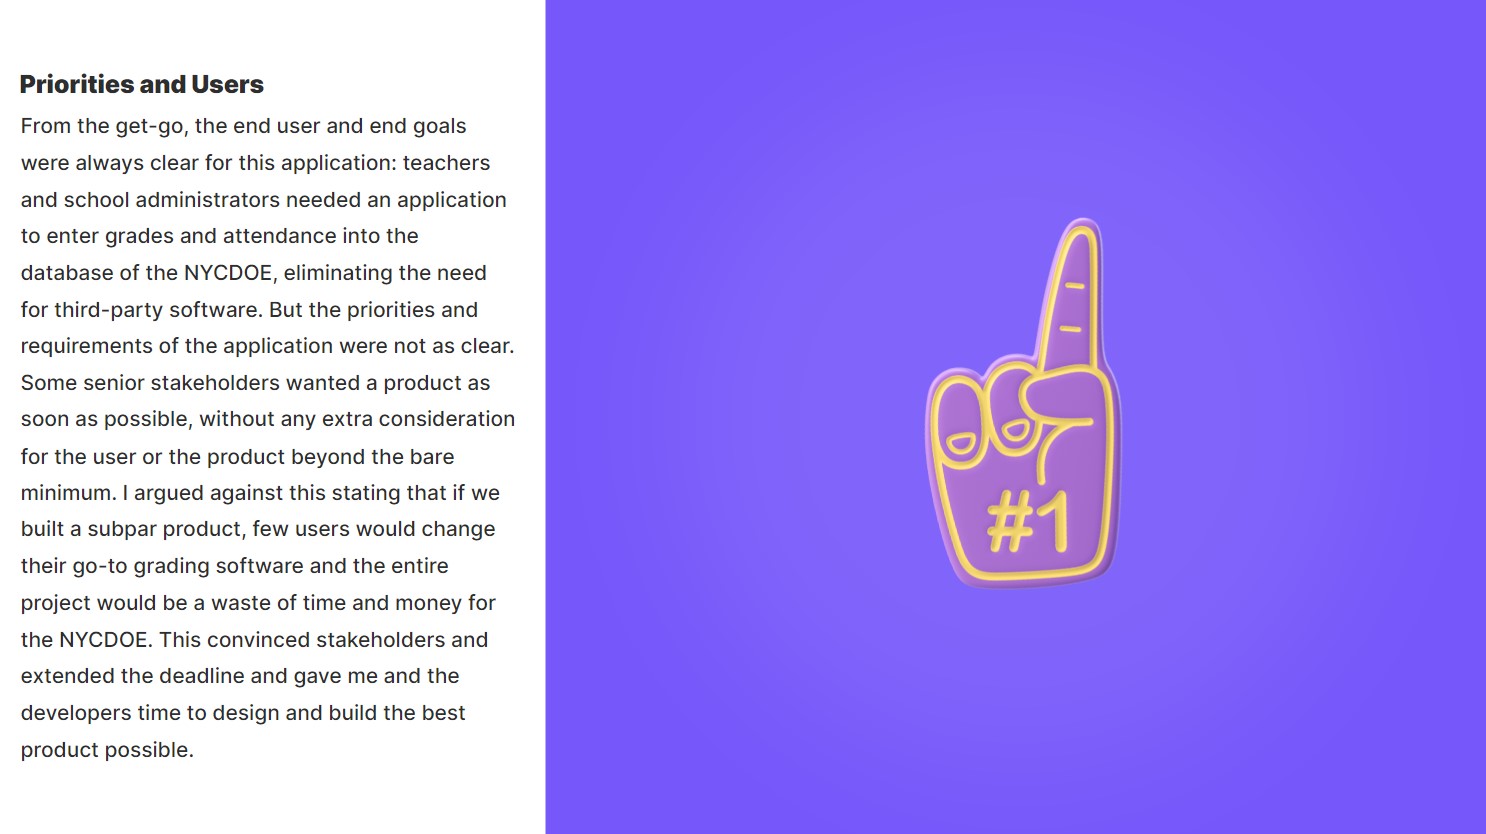 Priorities and Users
From the get-go, the end user and end goals
were always clear for this application: teachers
and school administrators needed an application
to enter grades and attendance into the
database of the NYCDOE, eliminating the need
for third-party software. But the priorities and
requirements of the application were not as clear.
Some senior stakeholders wanted a product as
soon as possible, without any extra consideration
for the user or the product beyond the bare
minimum. I argued against this stating that if we
built a subpar product, few users would change
their go-to grading software and the entire
project would be a waste of time and money for
the NYCDOE. This convinced stakeholders and
extended the deadline and gave me and the
developers time to design and build the best
product possible.
#1